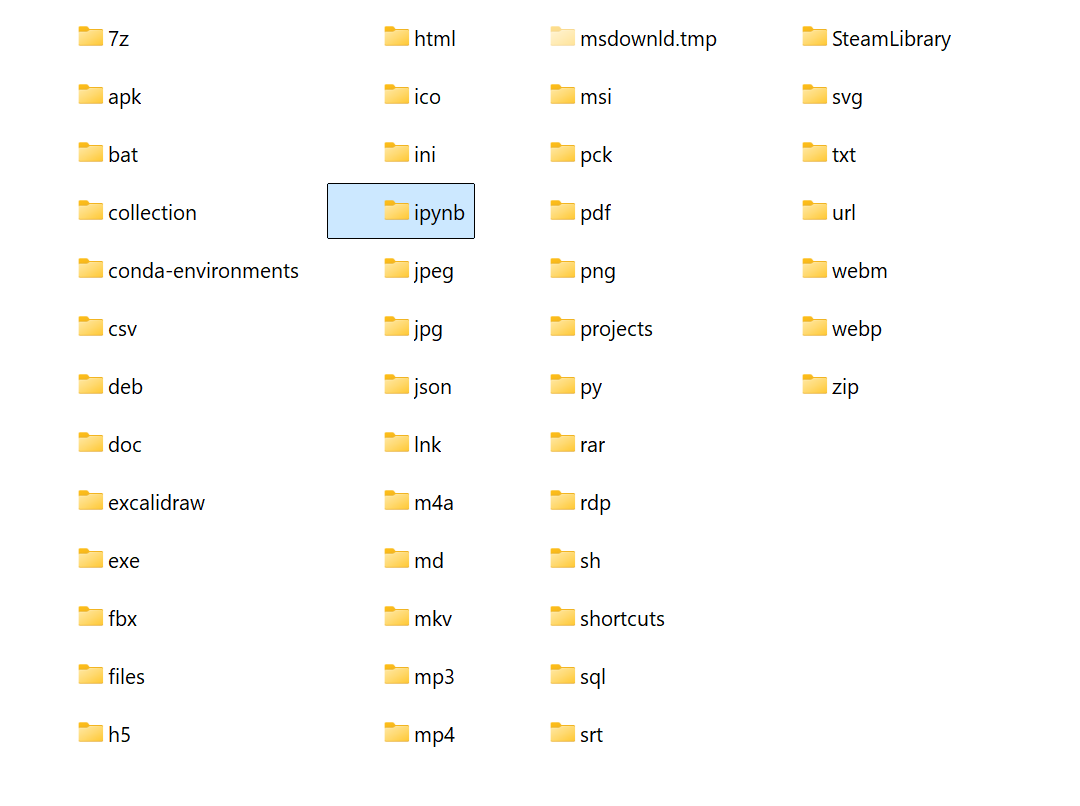 7z
apk
bat
collection
conda-environments
csv
deb
doc
excalidraw
exe
fbx
files
h5
html
ico
ini
ipynb
jpeg
jpg
json
lnk
m4a
md
mkv
mp3
mp4
msdownld.tmp
msi
pck
pdf
png
projects
py
rar
rdp
sh
shortcuts
sql
srt
SteamLibrary
svg
txt
url
webm
webp
zip